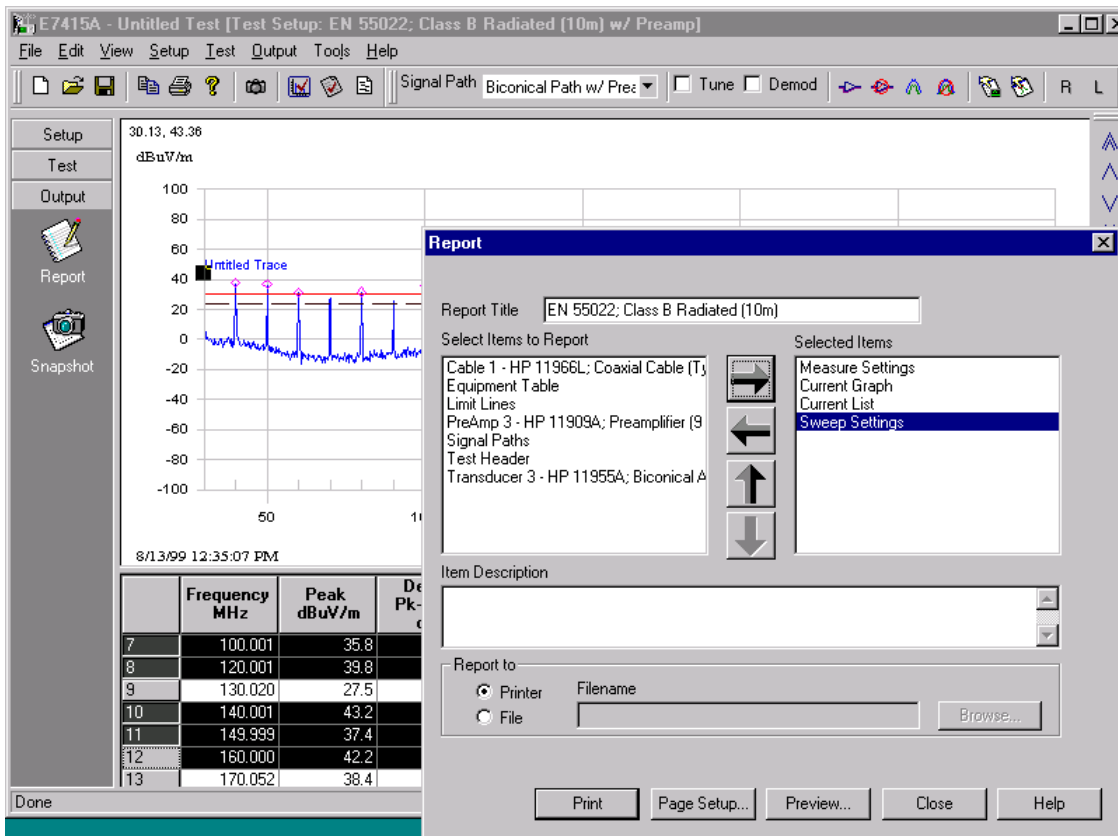 E7415A - Untitled Test [Test Setup: EN 55022; Class B Radiated (10m) w/ Preamp]
File Edit View Setup Test Output Tools Help
Signal Path Biconical Path w/ Prea Tune Demod R L
Setup
Test
Output
Report
Snapshot
30.13, 43.36
dBuV/m
100
80
60
40
20
0
-20
-40
-60
-80
-100
Untitled Trace
50
8/13/99 12:35:07 PM
Frequency MHz Peak dBuV/m
Pk-
7 100.001 35.8
8 120.001 39.8
9 130.020 27.5
10 140.001 43.2
11 149.999 37.4
12 160.000 42.2
13 170.052 38.4
Done
Report
Report Title EN 55022; Class B Radiated (10m)
Select Items to Report
Cable 1 - HP 11966L; Coaxial Cable (Ty
Equipment Table
Limit Lines
PreAmp 3 - HP 11909A; Preamplifier (9
Signal Paths
Test Header
Transducer 3 - HP 11955A; Biconical A
Selected Items
Measure Settings
Current Graph
Current List
Sweep Settings
Item Description
Report to
Printer
File
Filename
Browse...
Print Page Setup... Preview... Close Help